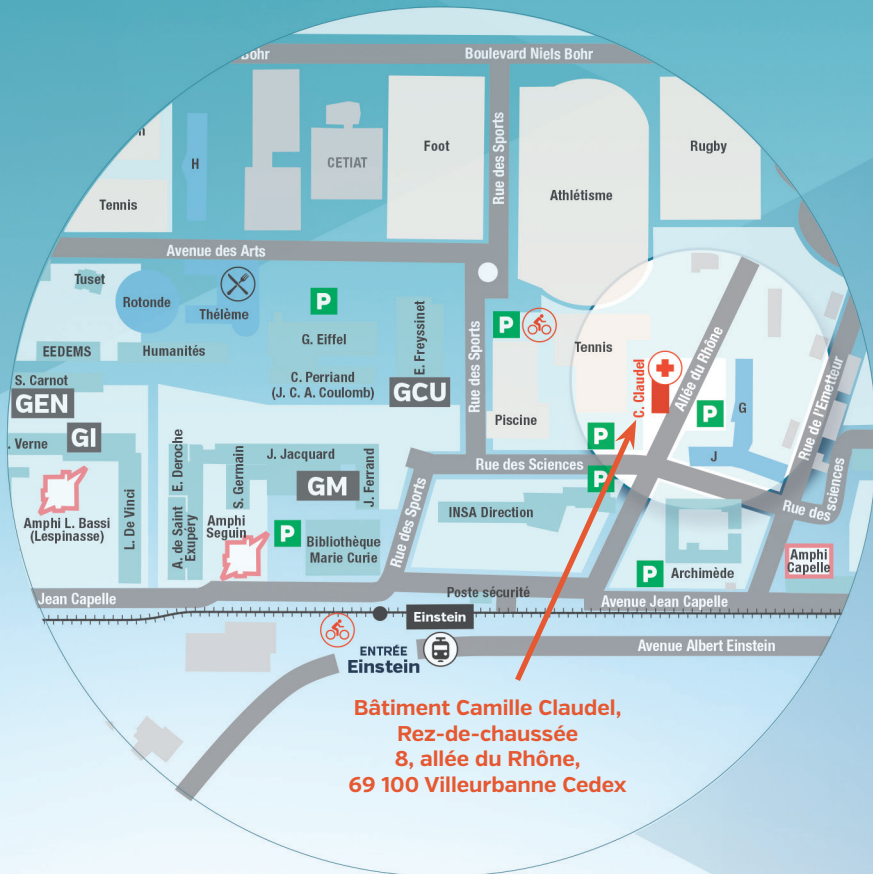 Bohr
Boulevard Niels Bohr
Rue des Sports
Foot
Rugby
H
CETIAT
Athlétisme
Tennis
Avenue des Arts
Tuset
Rotonde
Thélème
P
G. Eiffel
E. Freyssinet
Rue des Sports
P
Tennis
Allée du Rhône
EEDEMS
Humanités
C. Perriand
(J. C. A. Coulomb)
GCU
S. Carnot
GEN
C. Claudel
P
G
Rue de l'Emetteur
Piscine
. Verne
GI
E. Deroche
S. Germain
J. Jacquard
GM
J. Ferrand
P
Rue des Sciences
P
J
Rue des sciences
Amphi L. Bassi
(Lespinasse)
L. De Vinci
A. de Saint
Exupéry
Amphi
Seguin
P
Bibliothèque
Marie Curie
Rue des Sports
INSA Direction
P
Archimède
Amphi
Capelle
Jean Capelle
Poste sécurité
Avenue Jean Capelle
Einstein
ENTRÉE
Einstein
Avenue Albert Einstein
Bâtiment Camille Claudel,
Rez-de-chaussée
8, allée du Rhône,
69 100 Villeurbanne Cedex